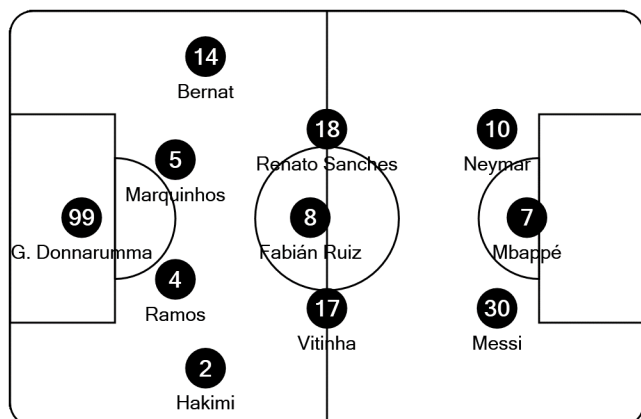 14
Bernat
18
Renato Sanches
10
Neymar
5
Marquinhos
99
G. Donnarumma
8
Fabián Ruiz
7
Mbappé
4
Ramos
17
Vitinha
30
Messi
2
Hakimi